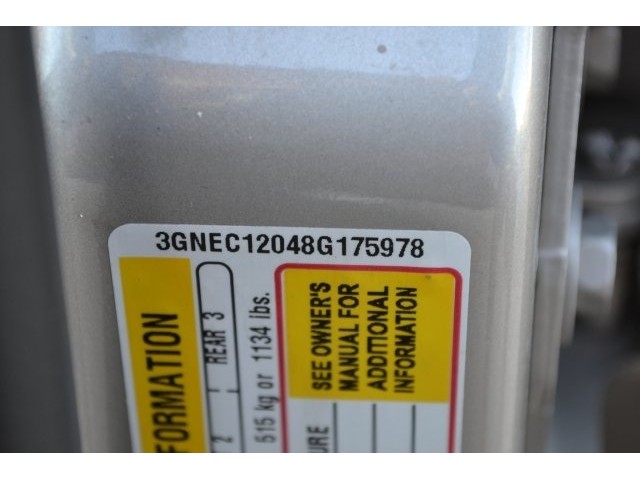 3GNEC12048G175978
FORMATION
2
REAR 3
515 kg or 1134 lbs.
URE
SEE OWNER'S
MANUAL FOR
ADDITIONAL
INFORMATION